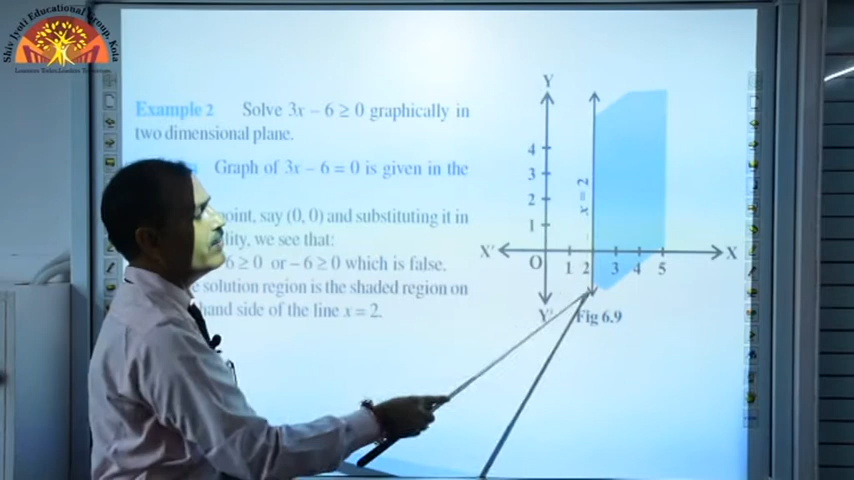 Shiv Jyoti Educational Group, Kota
Example 2 Solve 3x – 6 ≥ 0 graphically in
two dimensional plane.
Graph of 3x – 6 = 0 is given in the
point, say (0, 0) and substituting it in
lity, we see that:
6 ≥ 0 or – 6 ≥ 0 which is false.
e solution region is the shaded region on
hand side of the line x = 2.
Y
4
3
2
1
x = 2
X′ O 1 2 3 4 5 X
Y′
Fig 6.9